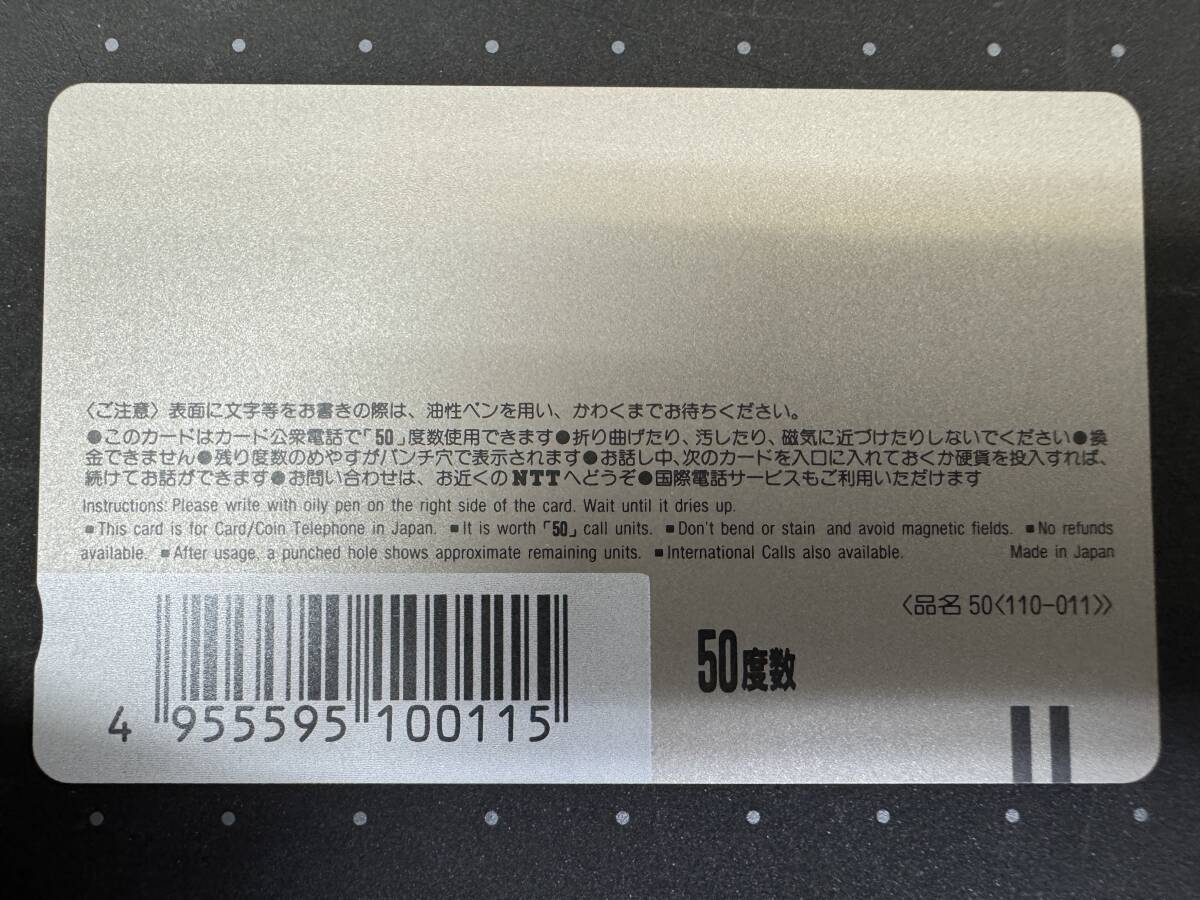 〈ご注意〉表面に文字等をお書きの際は、油性ペンを用い、かわくまでお待ちください。
●このカードはカード公衆電話で「50」度数使用できます●折り曲げたり、汚したり、磁気に近づけたりしないでください●換
金できません●残り度数のめやすがパンチ穴で表示されます●お話し中、次のカードを入口に入れておくか硬貨を投入すれば、
続けてお話ができます●お問い合わせは、お近くのNTTへどうぞ●国際電話サービスもご利用いただけます
Instructions: Please write with oily pen on the right side of the card. Wait until it dries up.
■This card is for Card/Coin Telephone in Japan. ■It is worth「50」call units. ■Don't bend or stain and avoid magnetic fields. ■No refunds
available. ■After usage, a punched hole shows approximate remaining units. ■International Calls also available. Made in Japan
〈品名 50〈110-011〉〉
50度数
4 955595 100115